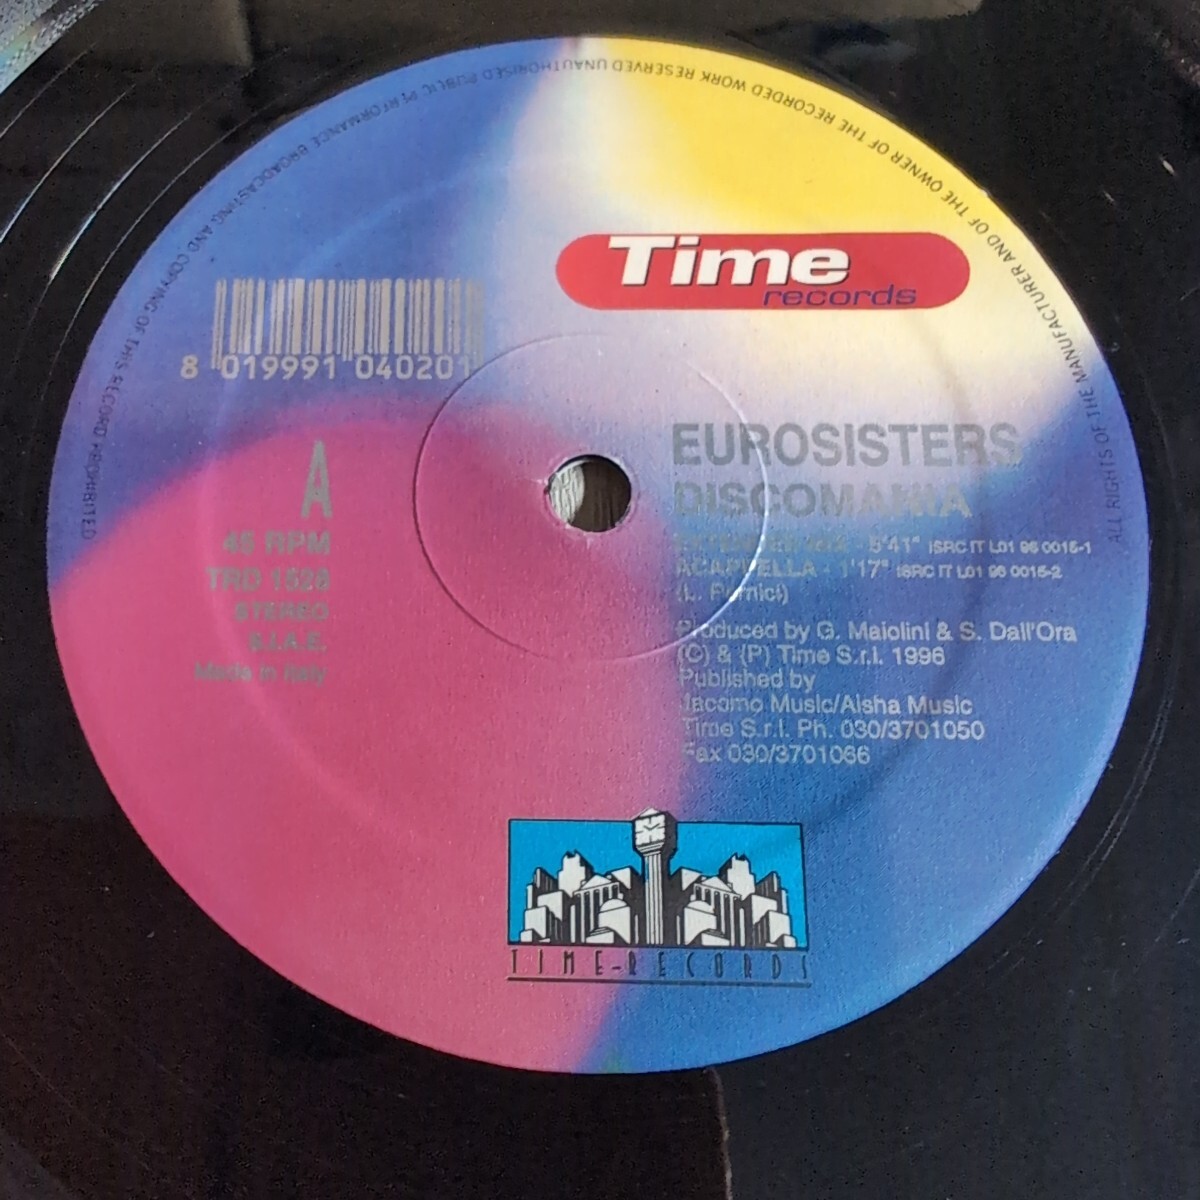 ALL RIGHTS OF THE MANUFACTURER AND OF THE OWNER OF THE RECORDED WORK RESERVED UNAUTHORISED PUBLIC PERFORMANCE BROADCASTING AND COPYING OF THIS RECORD PROHIBITED
Time
records
8 019991 040201
A
45 RPM
TRD 1528
STEREO
S.I.A.E.
Made in Italy
EUROSISTERS
DISCOMANIA
5'41" ISRC IT L01 96 0015-1
ACAPPELLA - 1'17" ISRC IT L01 96 0015-2
(L. Pernici)
Produced by G. Maiolini & S. Dall'Ora
(C) & (P) Time S.r.l. 1996
Published by
Jacomo Music/Aisha Music
Time S.r.l. Ph. 030/3701050
Fax 030/3701066
TIME-RECORDS